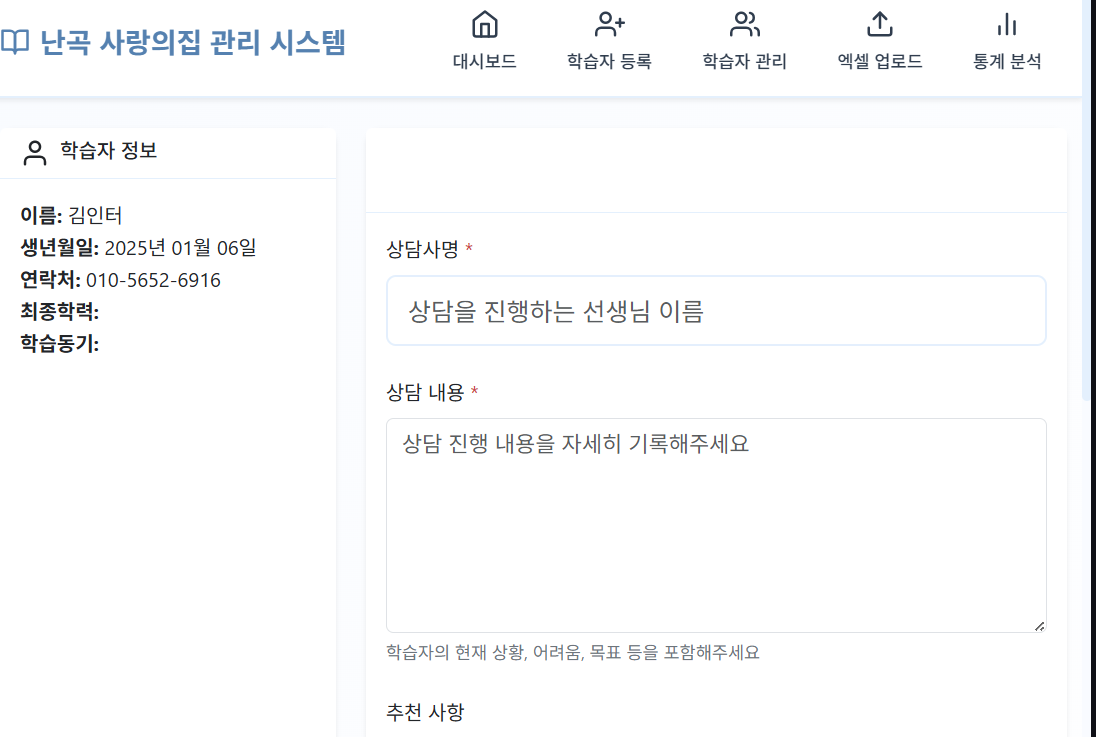 난곡 사랑의집 관리 시스템
대시보드
학습자 등록
학습자 관리
엑셀 업로드
통계 분석
학습자 정보
이름: 김인터
생년월일: 2025년 01월 06일
연락처: 010-5652-6916
최종학력:
학습동기:
상담사명 *
상담을 진행하는 선생님 이름
상담 내용 *
상담 진행 내용을 자세히 기록해주세요
학습자의 현재 상황, 어려움, 목표 등을 포함해주세요
추천 사항